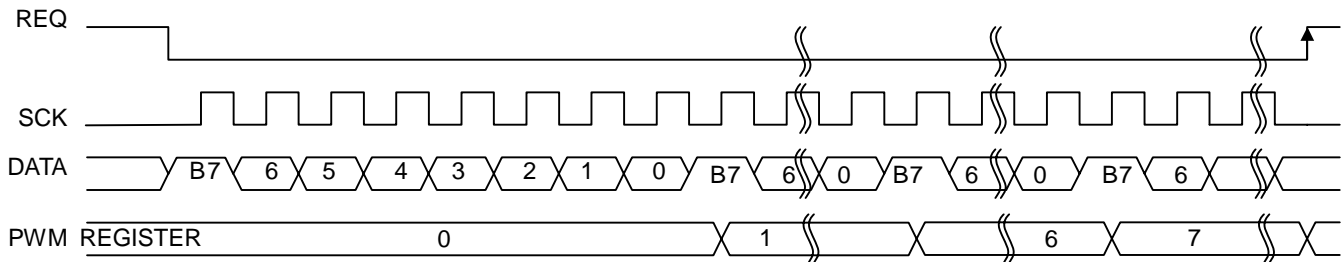 REQ
SCK
DATA B7 6 5 4 3 2 1 0 B7 6 0 B7 6 0 B7 6
PWM REGISTER 0 1 6 7